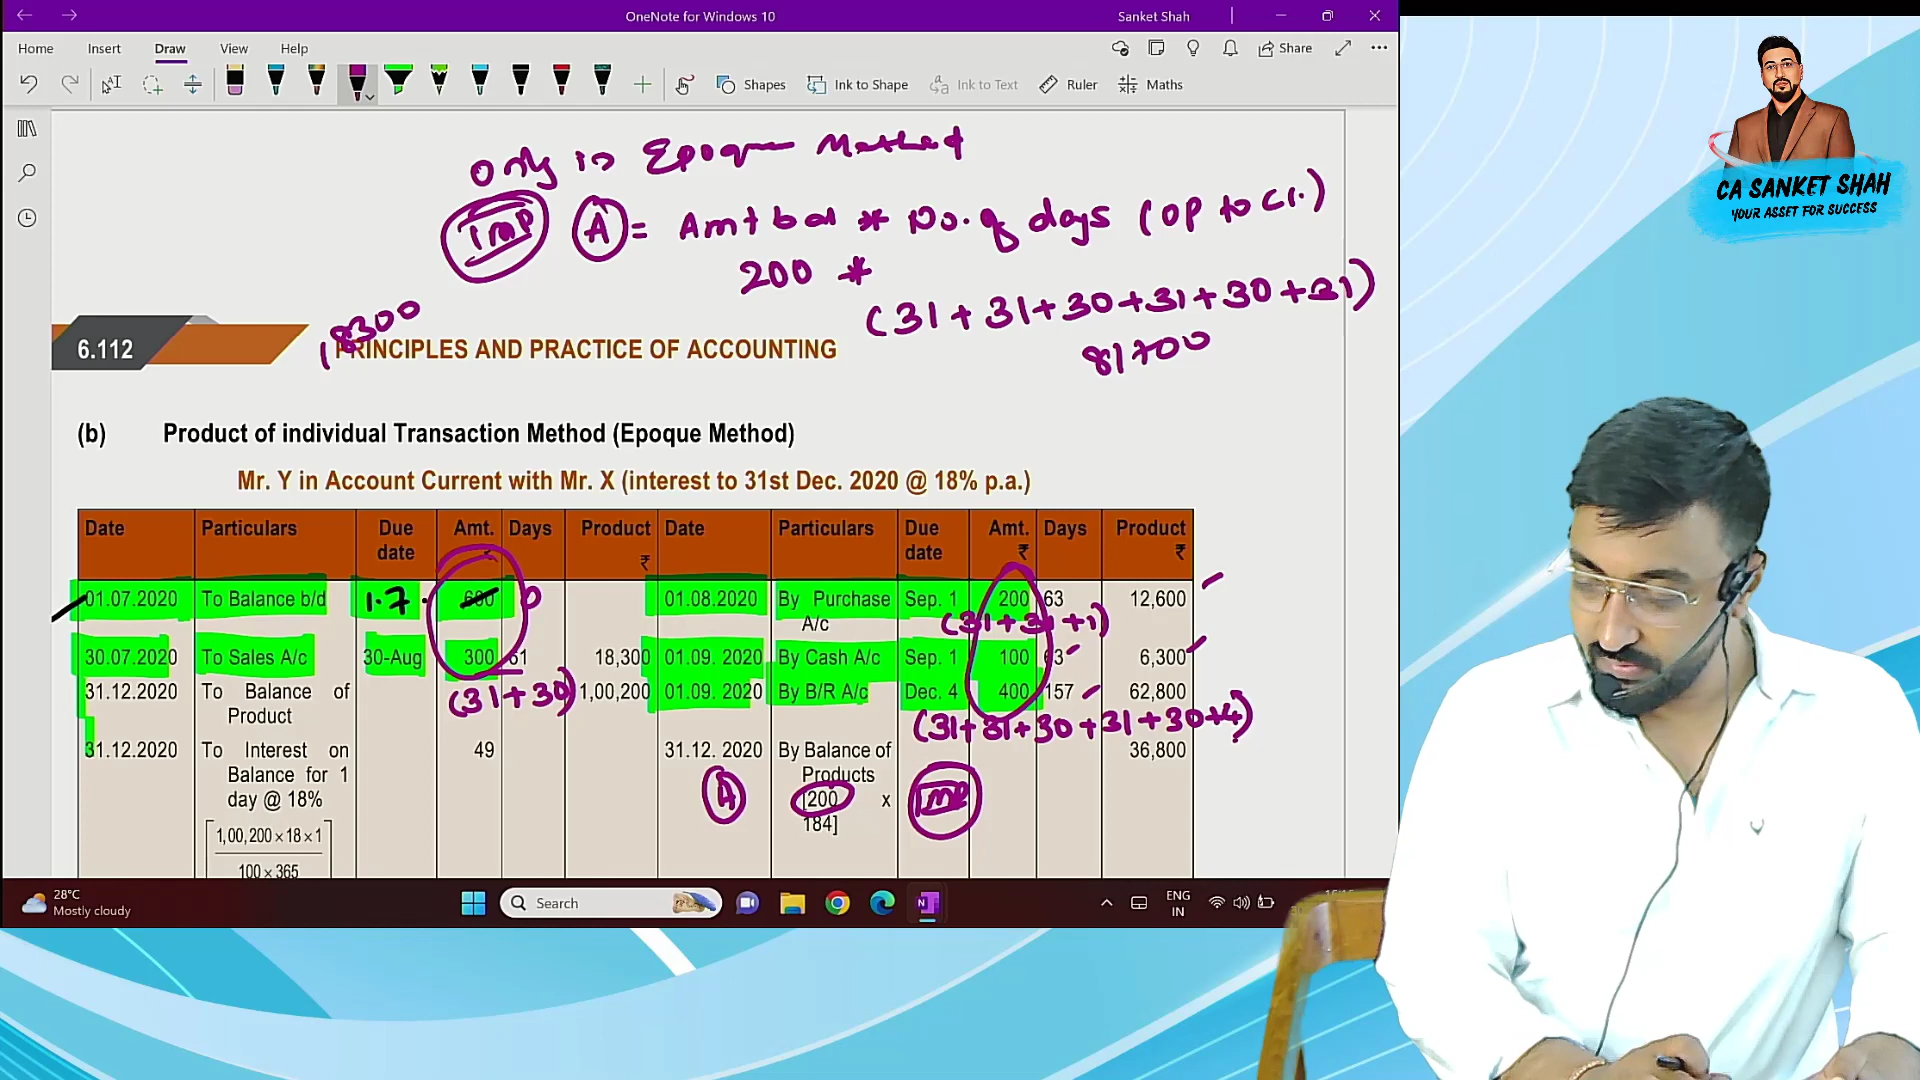 OneNote for Windows 10
Sanket Shah
Home Insert Draw View Help
Share
Shapes Ink to Shape Ink to Text Ruler Maths
CA SANKET SHAH
YOUR ASSET FOR SUCCESS
Only in Epoque Method
IMP A = Amt bal * No. of days (op to cl.)
200 *
(31+31+30+31+30+31)
18300
81700
6.112 PRINCIPLES AND PRACTICE OF ACCOUNTING
(b) Product of individual Transaction Method (Epoque Method)
Mr. Y in Account Current with Mr. X (interest to 31st Dec. 2020 @ 18% p.a.)
Date Particulars Due date Amt. ₹ Days Product ₹ Date Particulars Due date Amt. ₹ Days Product ₹
01.07.2020 To Balance b/d 1.7. 600 0 01.08.2020 By Purchase A/c Sep. 1 200 63 12,600
(31+31+1)
30.07.2020 To Sales A/c 30-Aug 300 61 18,300 01.09. 2020 By Cash A/c Sep. 1 100 63 6,300
(31+30)
31.12.2020 To Balance of Product 1,00,200 01.09. 2020 By B/R A/c Dec. 4 400 157 62,800
(31+31+30+31+30+4)
31.12.2020 To Interest on Balance for 1 day @ 18% 49 31.12. 2020 By Balance of Products [200 x 184] 36,800
A IMP
1,00,200 × 18 × 1
100 × 365
28°C
Mostly cloudy
Search
ENG
IN